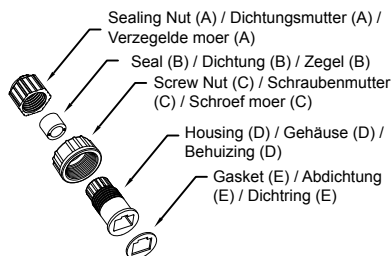 Sealing Nut (A) / Dichtungsmutter (A) /
Verzegelde moer (A)
Seal (B) / Dichtung (B) / Zegel (B)
Screw Nut (C) / Schraubenmutter
(C) / Schroef moer (C)
Housing (D) / Gehäuse (D) /
Behuizing (D)
Gasket (E) / Abdichtung
(E) / Dichtring (E)